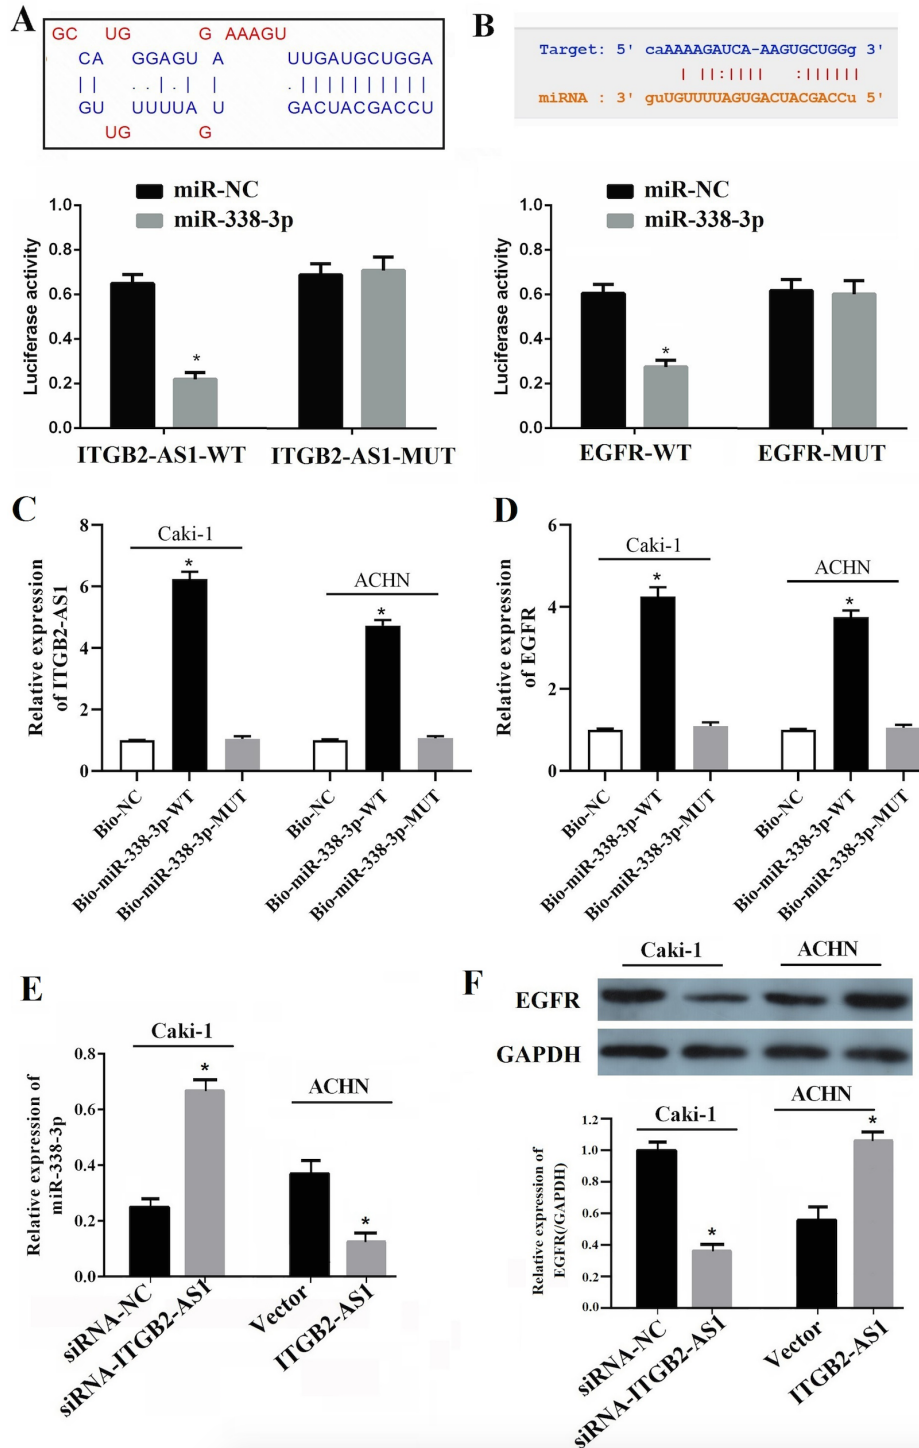 A
GC UG G AAAGU
CA GGAGU A UUGAUGCUGGA
GU UUUUA U GACUACGACCU
UG G
miR-NC
miR-338-3p
Luciferase activity
1.0
0.8
0.6
0.4
0.2
0.0
*
ITGB2-AS1-WT ITGB2-AS1-MUT
B
Target: 5' caAAAAGAUCA-AAGUGCUGGg 3'
| ||:|||| :||||||
miRNA : 3' guUGUUUUAGUGACUACGACCu 5'
miR-NC
miR-338-3p
Luciferase activity
1.0
0.8
0.6
0.4
0.2
0.0
*
EGFR-WT EGFR-MUT
C
Relative expression
of ITGB2-AS1
8
6
4
2
0
Caki-1
*
ACHN
*
Bio-NC
Bio-miR-338-3p-WT
Bio-miR-338-3p-MUT
Bio-NC
Bio-miR-338-3p-WT
Bio-miR-338-3p-MUT
D
Relative expression
of EGFR
6
4
2
0
Caki-1
*
ACHN
*
Bio-NC
Bio-miR-338-3p-WT
Bio-miR-338-3p-MUT
Bio-NC
Bio-miR-338-3p-WT
Bio-miR-338-3p-MUT
E
Relative expression of
miR-338-3p
0.8
0.6
0.4
0.2
0.0
Caki-1
*
ACHN
*
siRNA-NC
siRNA-ITGB2-AS1
Vector
ITGB2-AS1
F
Caki-1 ACHN
EGFR
GAPDH
Relative expression of
EGFR(/GAPDH)
1.2
1.0
0.8
0.6
0.4
0.2
0.0
Caki-1
*
ACHN
*
siRNA-NC
siRNA-ITGB2-AS1
Vector
ITGB2-AS1